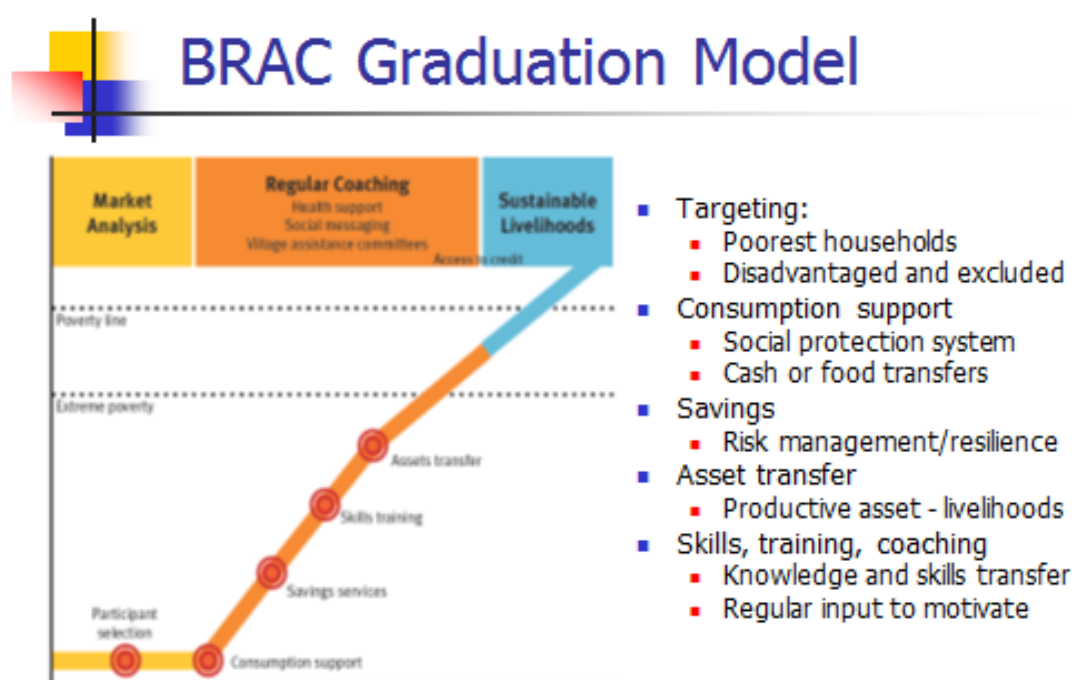 BRAC Graduation Model
Market
Analysis
Regular Coaching
Health support
Social messaging
Village assistance committees
Access to credit
Sustainable
Livelihoods
Poverty line
Extreme poverty
Assets transfer
Skills training
Savings services
Participant
selection
Consumption support
Targeting:
Poorest households
Disadvantaged and excluded
Consumption support
Social protection system
Cash or food transfers
Savings
Risk management/resilience
Asset transfer
Productive asset - livelihoods
Skills, training, coaching
Knowledge and skills transfer
Regular input to motivate